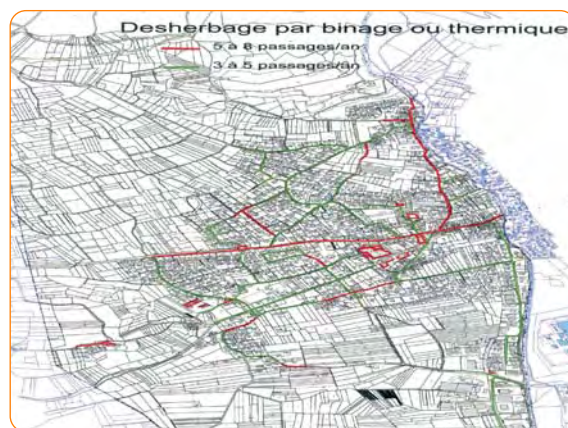 Desherbage par binage ou thermique
5 à 8 passages/an
3 à 5 passages/an